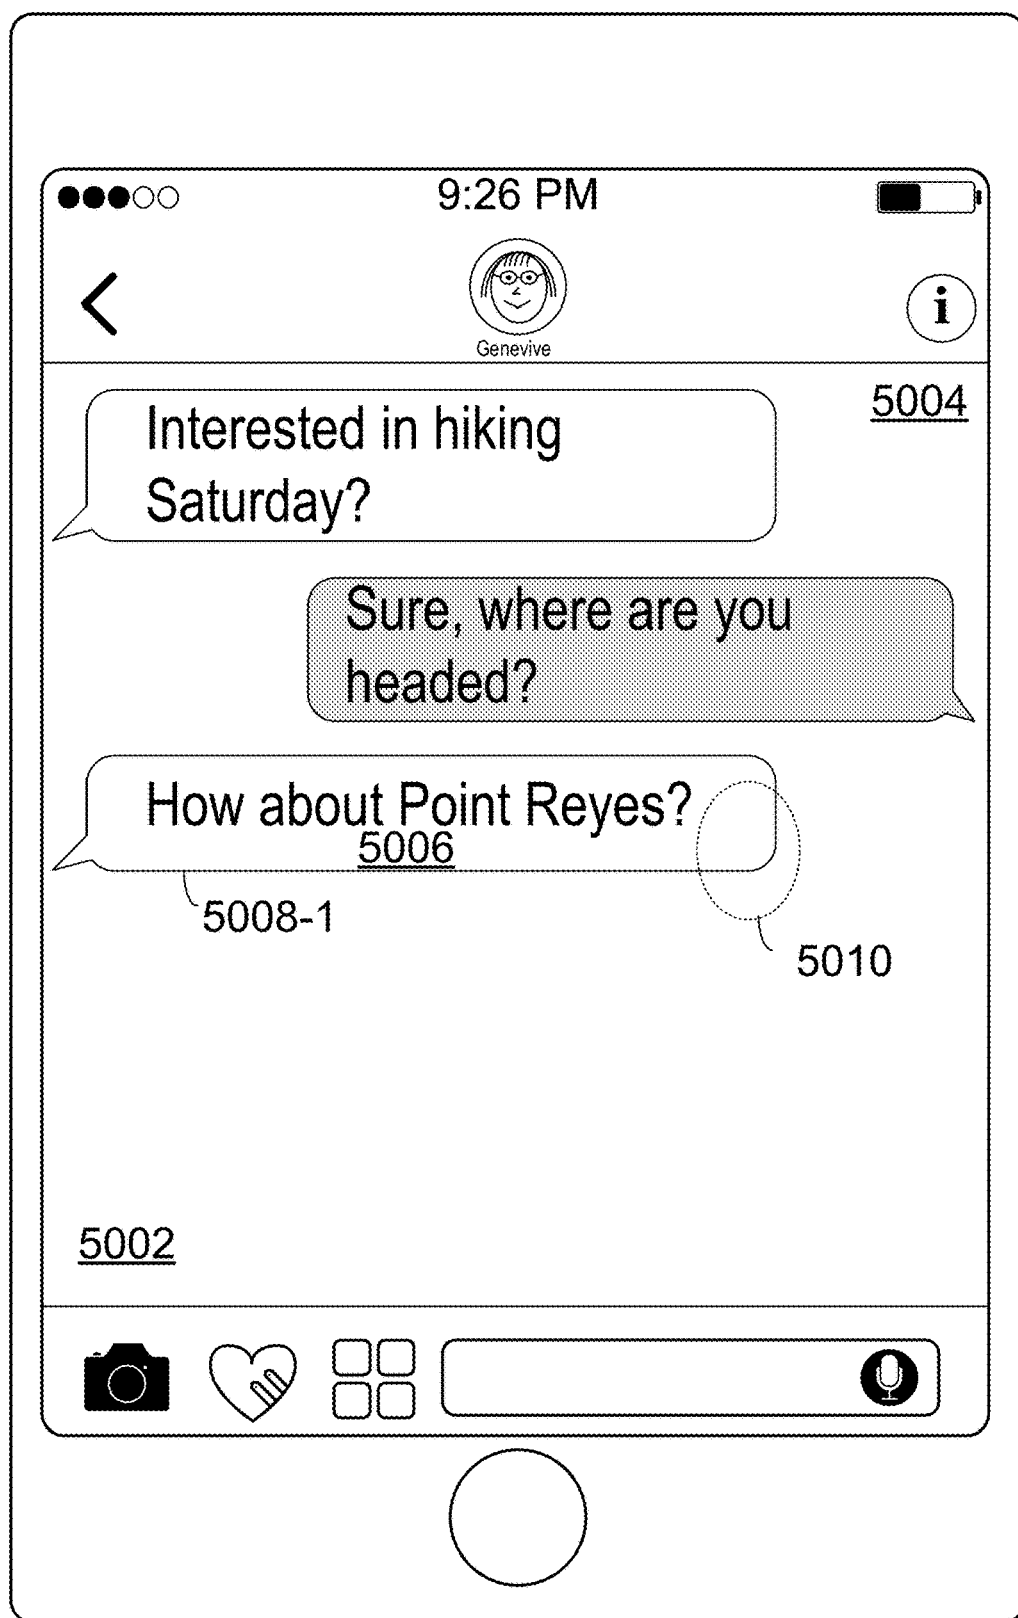 9:26 PM
i
Genevive
5004
Interested in hiking
Saturday?
Sure, where are you
headed?
How about Point Reyes?
5006
5008-1
5010
5002